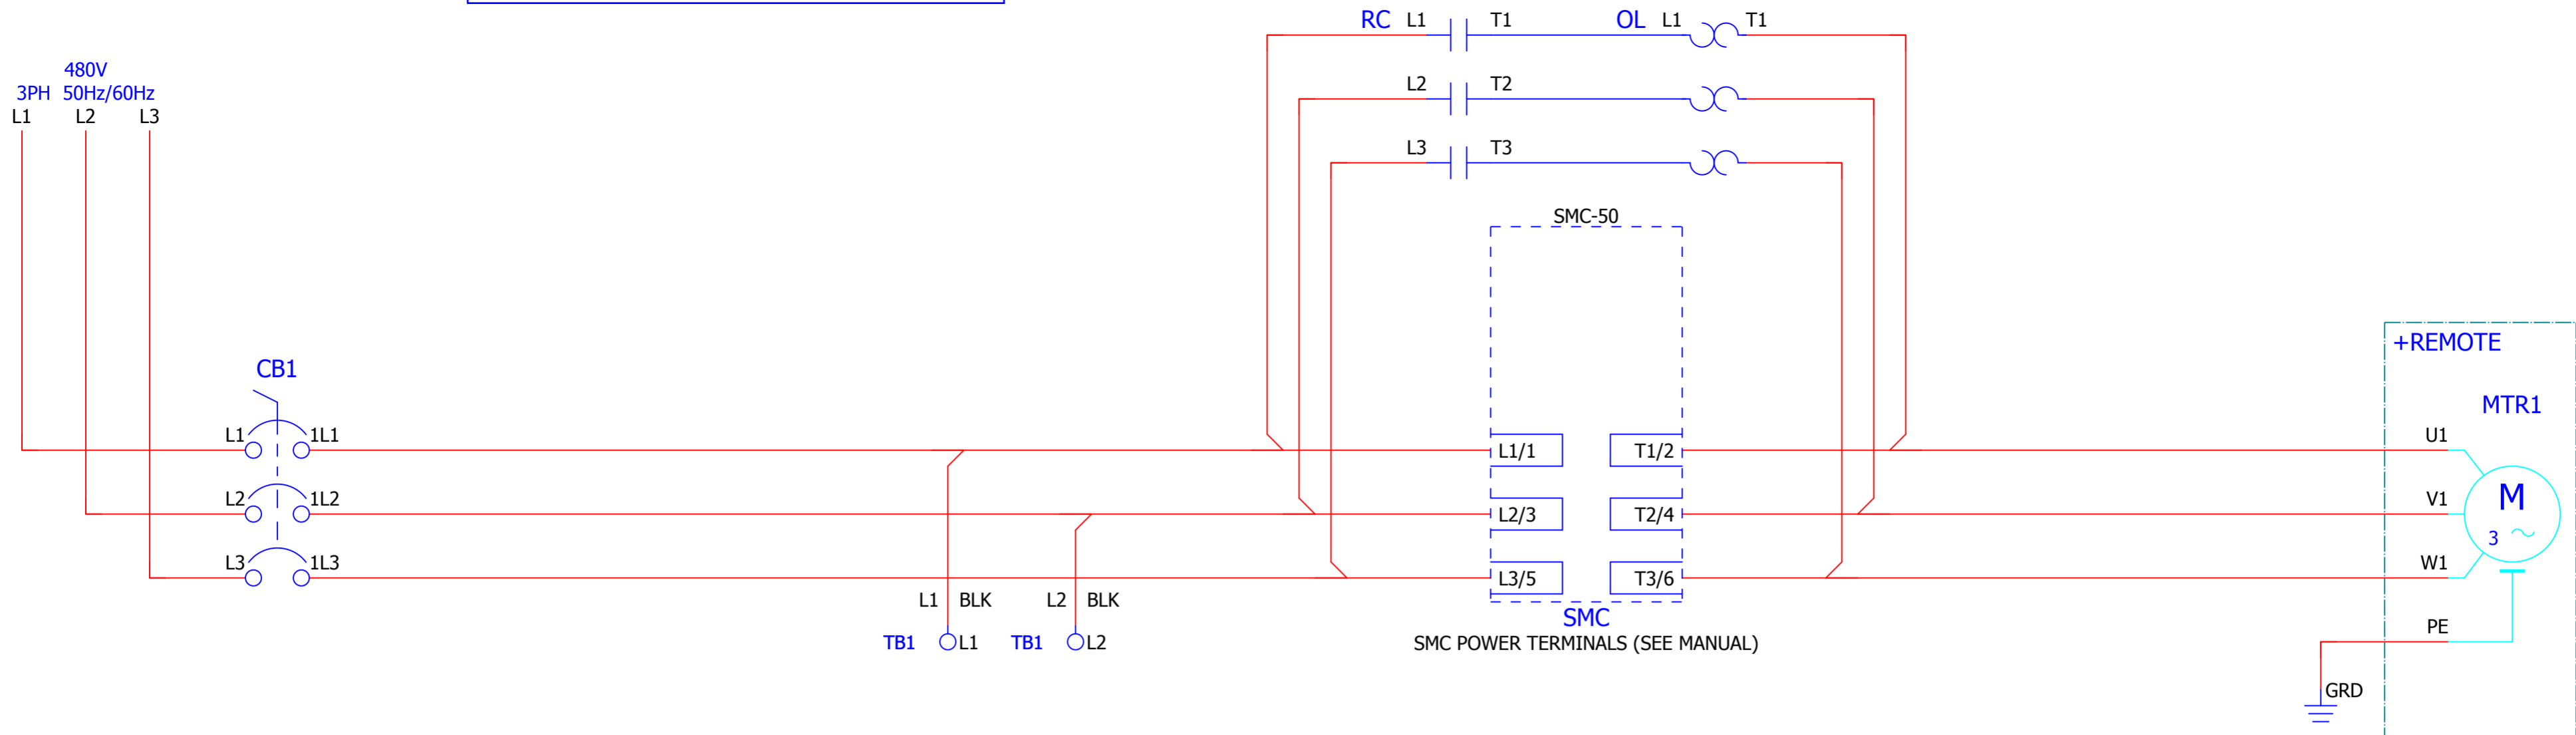 RC L1 T1 OL L1 T1
480V
3PH 50Hz/60Hz
L1 L2 L3
L2 T2
L3 T3
SMC-50
+REMOTE
CB1
MTR1
L1 1L1
L1/1 T1/2
U1
L2 1L2
L2/3 T2/4
V1
M
3
L3 1L3
L3/5 T3/6
W1
L1 BLK L2 BLK
SMC
TB1 L1 TB1 L2
SMC POWER TERMINALS (SEE MANUAL)
PE
GRD